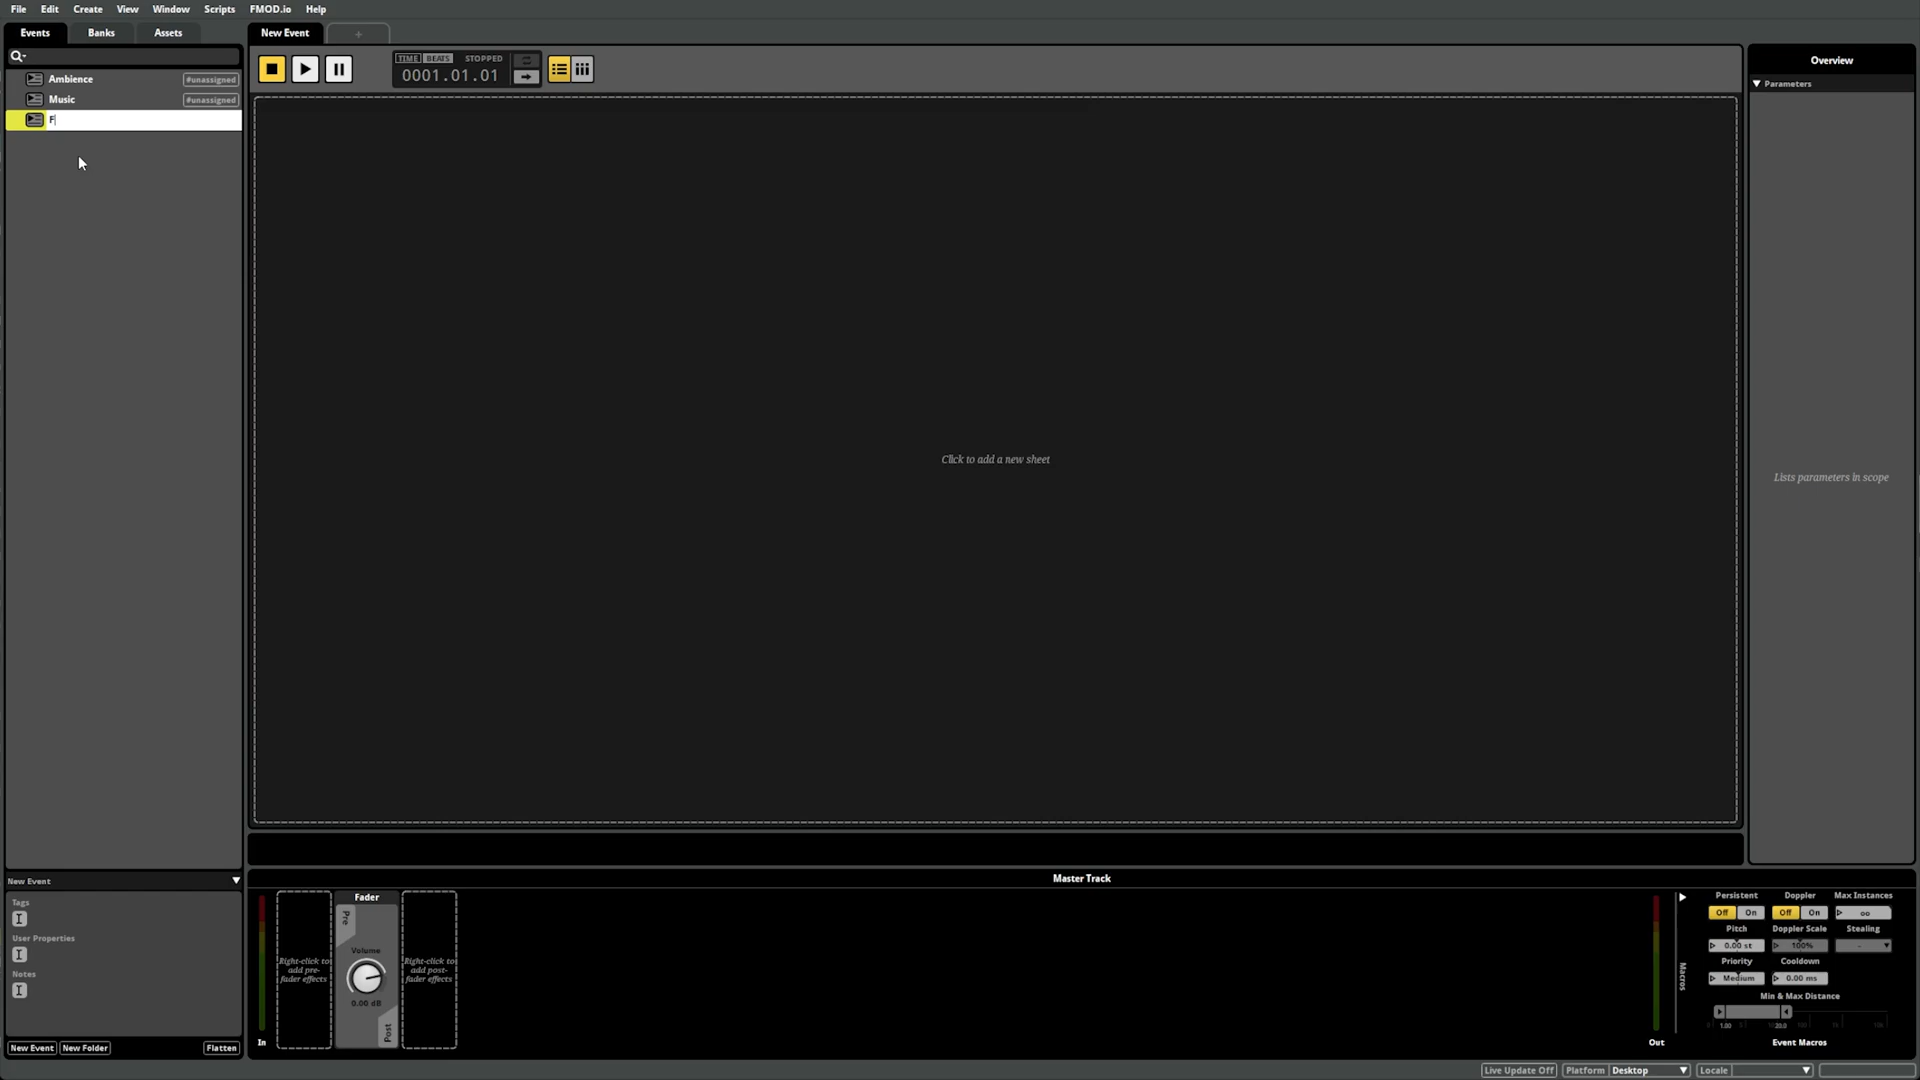 File Edit Create View Window Scripts FMOD.io Help
Events Banks Assets New Event +
Ambience #unassigned
Music #unassigned
F
TIME BEATS STOPPED
0001.01.01
Overview
Parameters
Click to add a new sheet
Lists parameters in scope
New Event
Tags
User Properties
Notes
New Event New Folder Flatten
Master Track
Fader
Pre
Volume
0.00 dB
Post
Right-click to add pre-fader effects
Right-click to add post-fader effects
In
Out
Macros
Persistent Doppler Max Instances
Off On Off On ∞
Pitch Doppler Scale Stealing
0.00 st 100% -
Priority Cooldown
Medium 0.00 ms
Min & Max Distance
1.00 20.0
Event Macros
Live Update Off Platform Desktop Locale